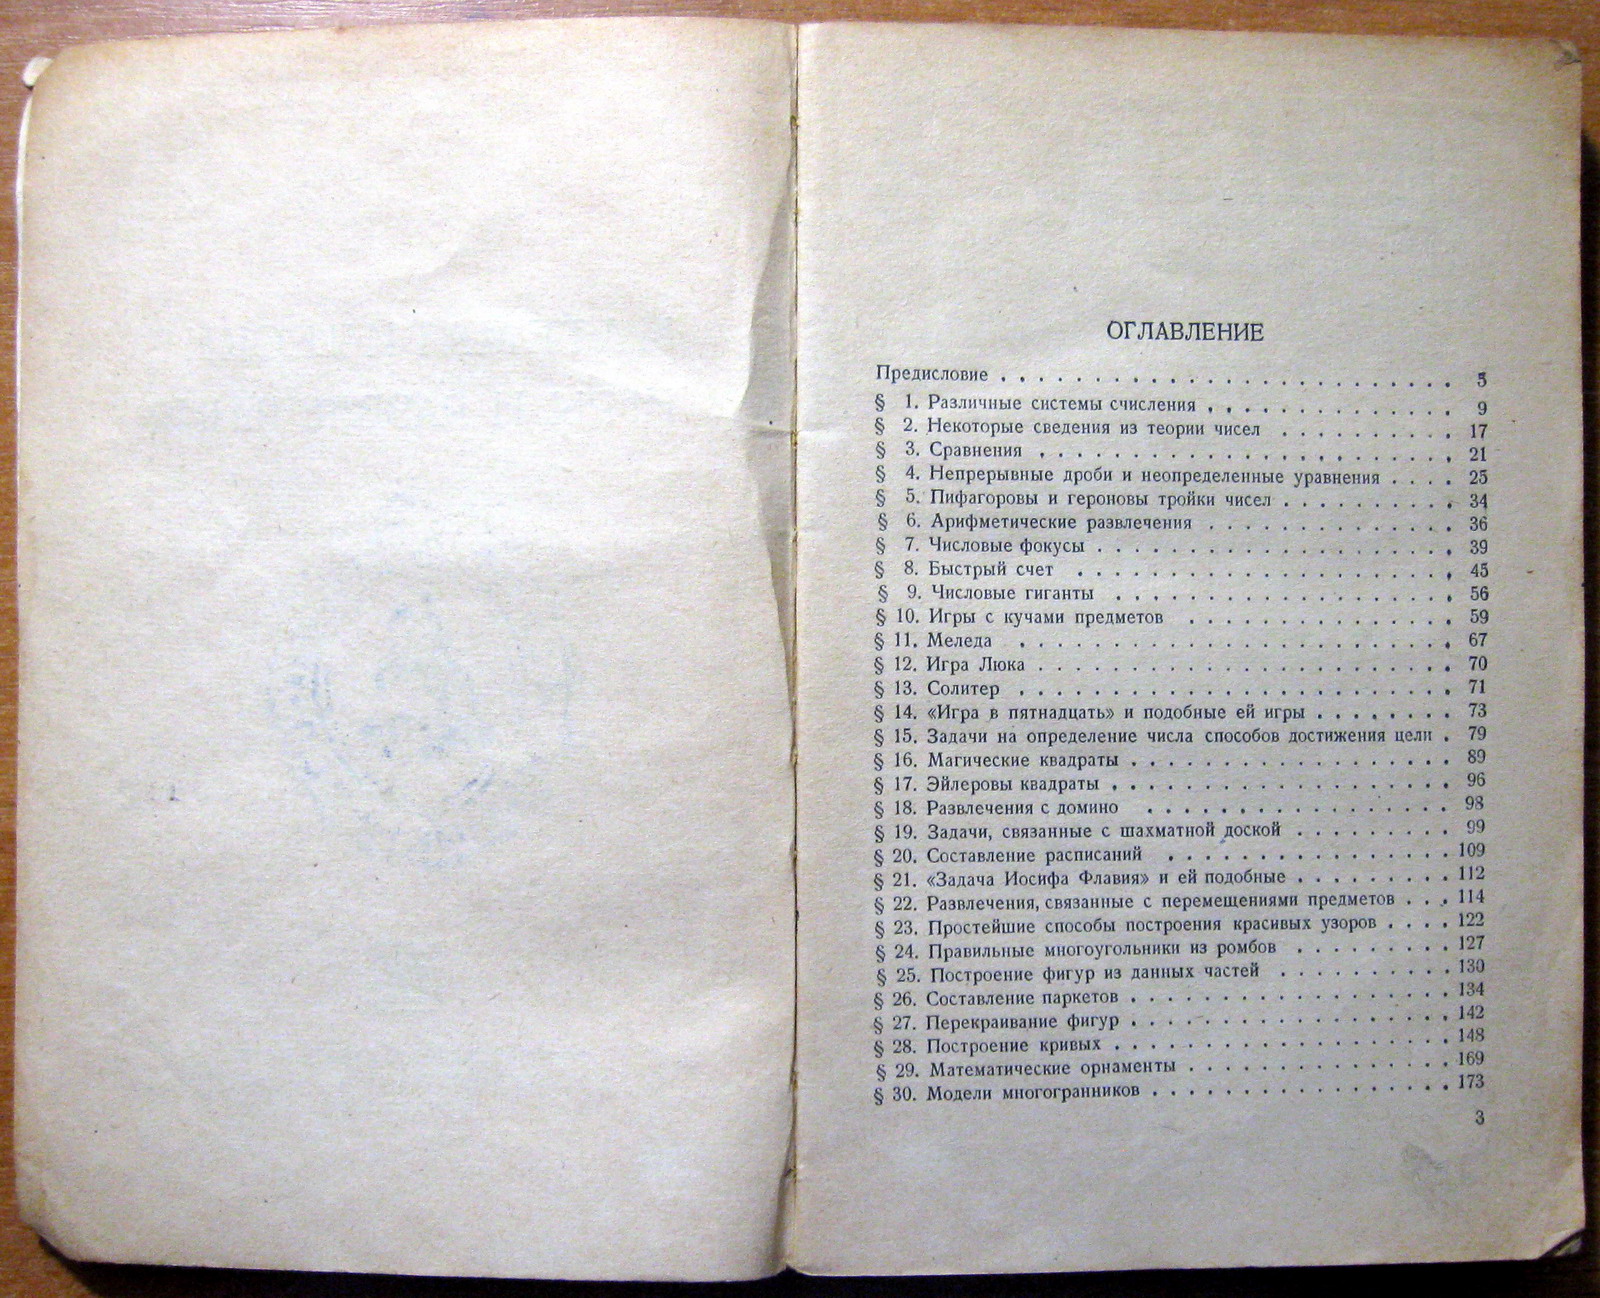 ОГЛАВЛЕНИЕ
Предисловие . . . . . . . . . . . . . . . . . . . . . . . . . 5
§ 1. Различные системы счисления . . . . . . . . . . . . . . 9
§ 2. Некоторые сведения из теории чисел . . . . . . . . . . 17
§ 3. Сравнения . . . . . . . . . . . . . . . . . . . . . . . 21
§ 4. Непрерывные дроби и неопределенные уравнения . . . . 25
§ 5. Пифагоровы и героновы тройки чисел . . . . . . . . . . 34
§ 6. Арифметические развлечения . . . . . . . . . . . . . . 36
§ 7. Числовые фокусы . . . . . . . . . . . . . . . . . . . . 39
§ 8. Быстрый счет . . . . . . . . . . . . . . . . . . . . . 45
§ 9. Числовые гиганты . . . . . . . . . . . . . . . . . . . 56
§ 10. Игры с кучами предметов . . . . . . . . . . . . . . . 59
§ 11. Меледа . . . . . . . . . . . . . . . . . . . . . . . . 67
§ 12. Игра Люка . . . . . . . . . . . . . . . . . . . . . . . 70
§ 13. Солитер . . . . . . . . . . . . . . . . . . . . . . . . 71
§ 14. «Игра в пятнадцать» и подобные ей игры . . . . . . . . 73
§ 15. Задачи на определение числа способов достижения цели . 79
§ 16. Магические квадраты . . . . . . . . . . . . . . . . . . 89
§ 17. Эйлеровы квадраты . . . . . . . . . . . . . . . . . . . 96
§ 18. Развлечения с домино . . . . . . . . . . . . . . . . . 98
§ 19. Задачи, связанные с шахматной доской . . . . . . . . . 99
§ 20. Составление расписаний . . . . . . . . . . . . . . . . 109
§ 21. «Задача Иосифа Флавия» и ей подобные . . . . . . . . . 112
§ 22. Развлечения, связанные с перемещениями предметов . . . 114
§ 23. Простейшие способы построения красивых узоров . . . . 122
§ 24. Правильные многоугольники из ромбов . . . . . . . . . 127
§ 25. Построение фигур из данных частей . . . . . . . . . . 130
§ 26. Составление паркетов . . . . . . . . . . . . . . . . . 134
§ 27. Перекраивание фигур . . . . . . . . . . . . . . . . . . 142
§ 28. Построение кривых . . . . . . . . . . . . . . . . . . . 148
§ 29. Математические орнаменты . . . . . . . . . . . . . . . 169
§ 30. Модели многогранников . . . . . . . . . . . . . . . . . 173
3